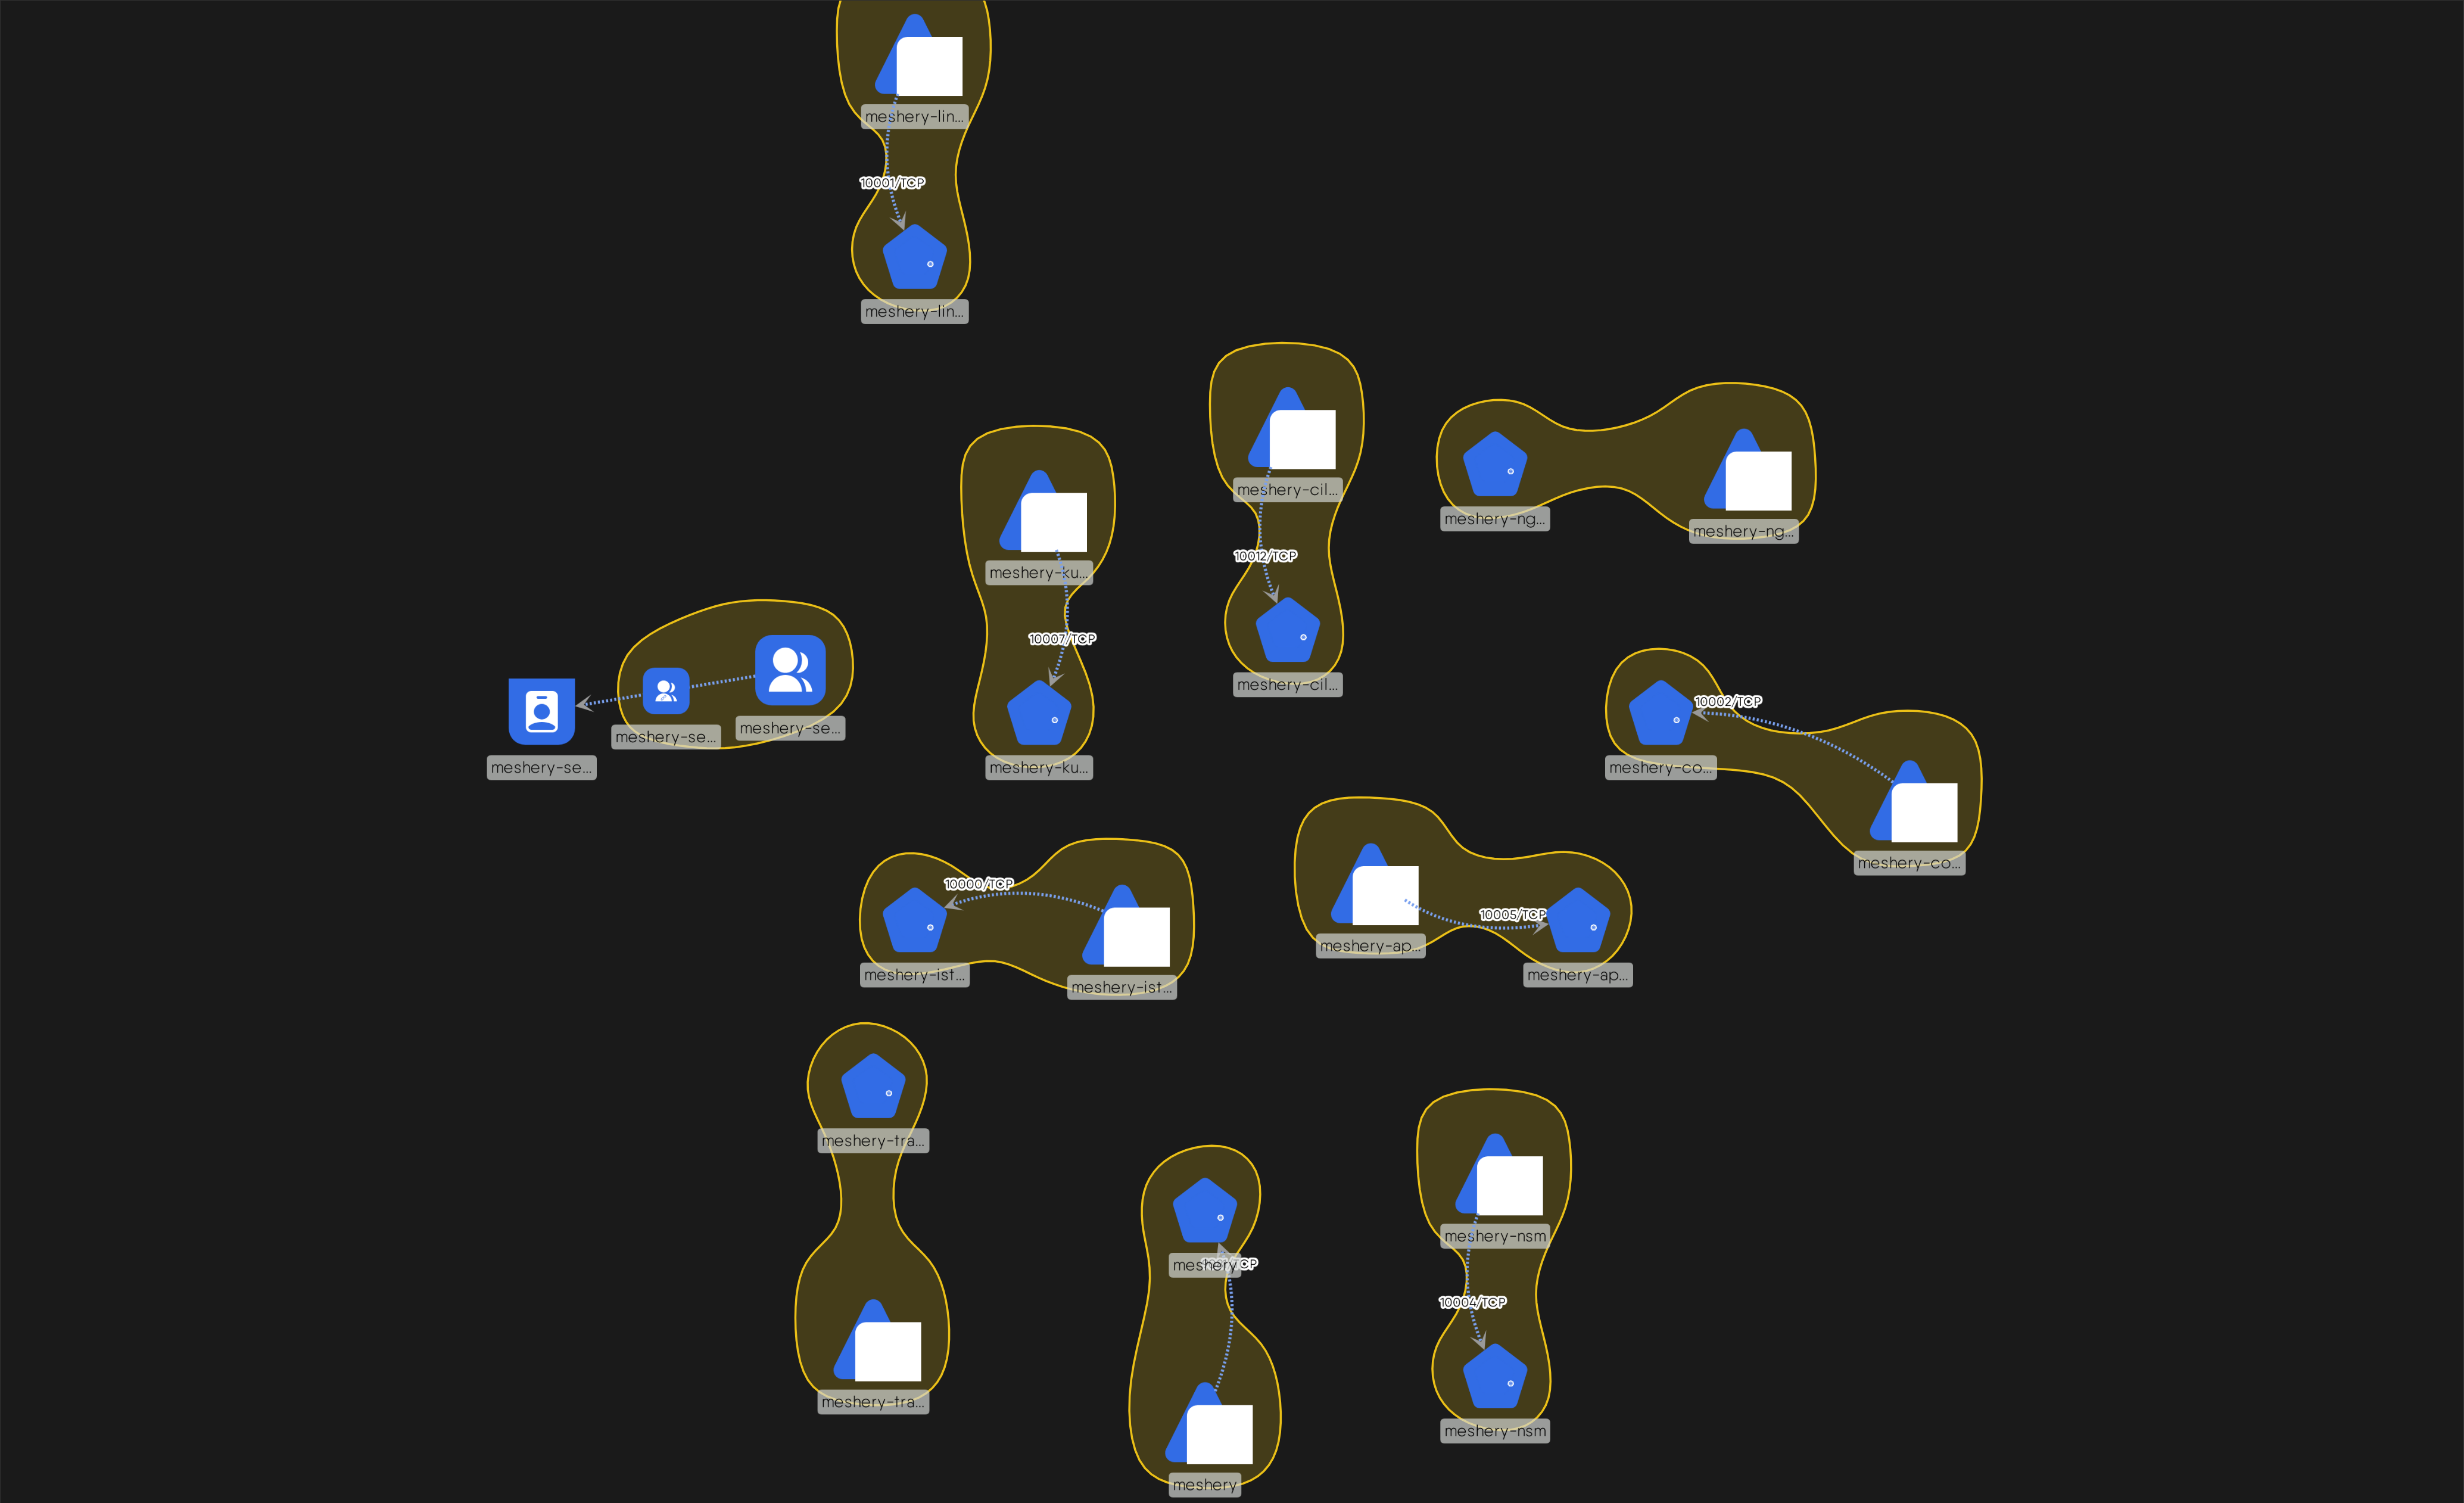 meshery-lin...
10001/TCP
meshery-lin...
meshery-cil...
10012/TCP
meshery-cil...
meshery-ng...
meshery-ng...
meshery-ku...
10007/TCP
meshery-ku...
meshery-se...
meshery-se...
meshery-se...
10002/TCP
meshery-co...
meshery-co...
10000/TCP
meshery-ist...
meshery-ist...
10005/TCP
meshery-ap...
meshery-ap...
meshery-tra...
meshery-tra...
meshery
meshery
meshery-nsm
10004/TCP
meshery-nsm